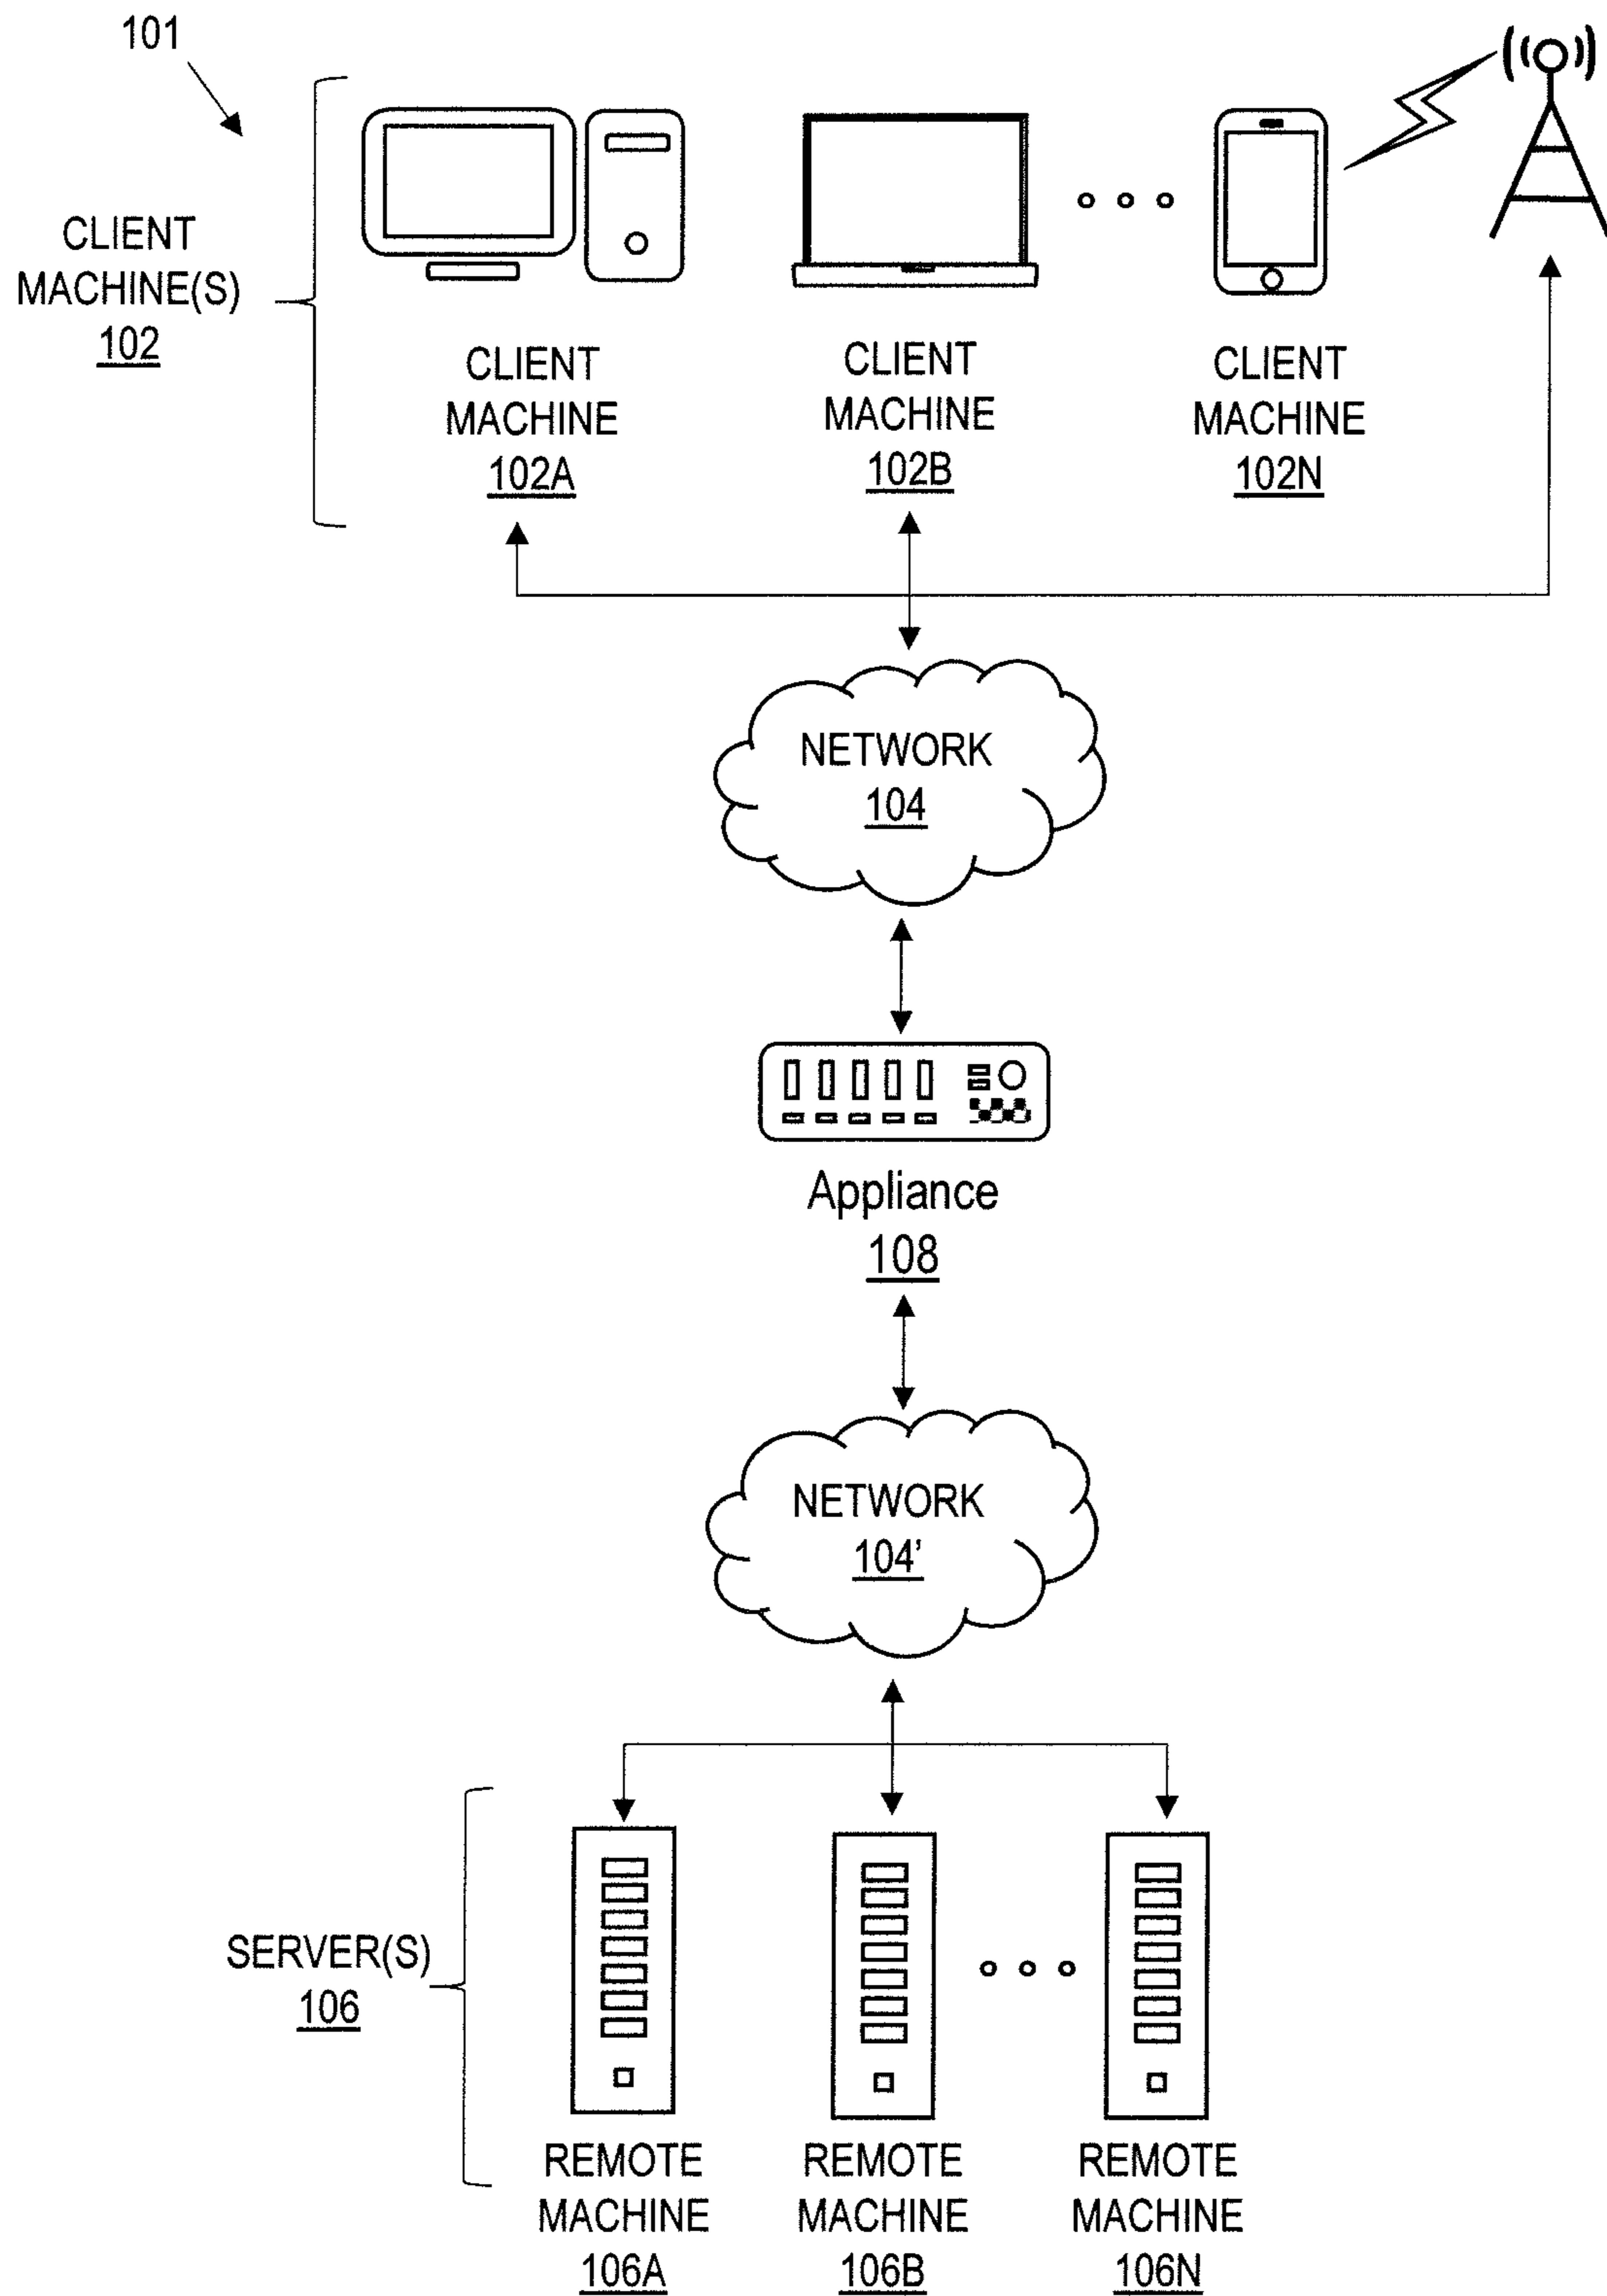 101
CLIENT
MACHINE(S)
102
CLIENT
MACHINE
102A
CLIENT
MACHINE
102B
CLIENT
MACHINE
102N
NETWORK
104
Appliance
108
NETWORK
104’
SERVER(S)
106
REMOTE
MACHINE
106A
REMOTE
MACHINE
106B
REMOTE
MACHINE
106N